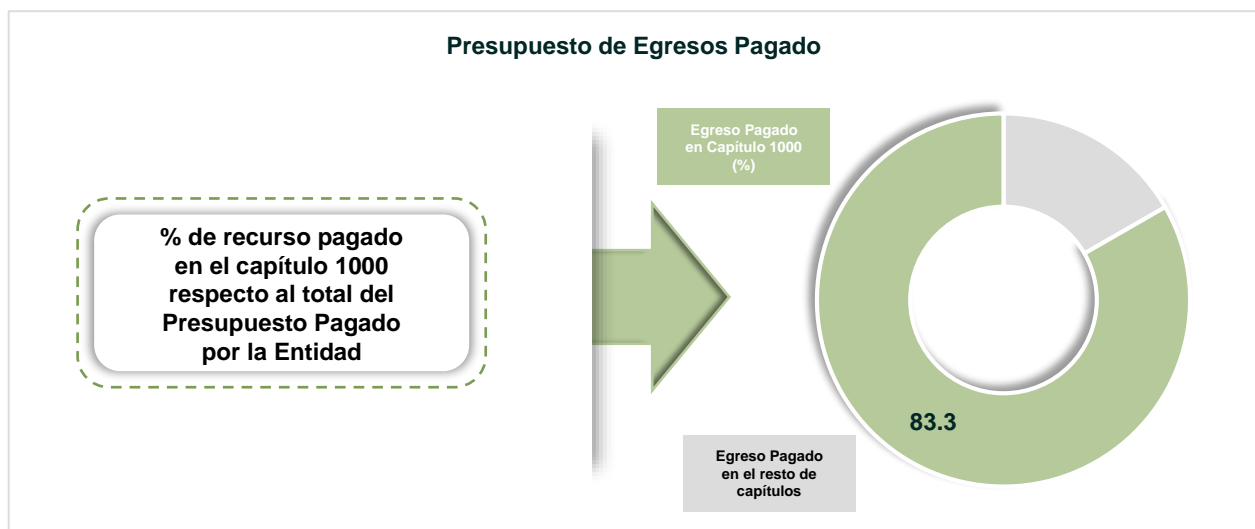 Presupuesto de Egresos Pagado
Egreso Pagado
en Capítulo 1000
(%)
% de recurso pagado
en el capítulo 1000
respecto al total del
Presupuesto Pagado
por la Entidad
83.3
Egreso Pagado
en el resto de
capítulos